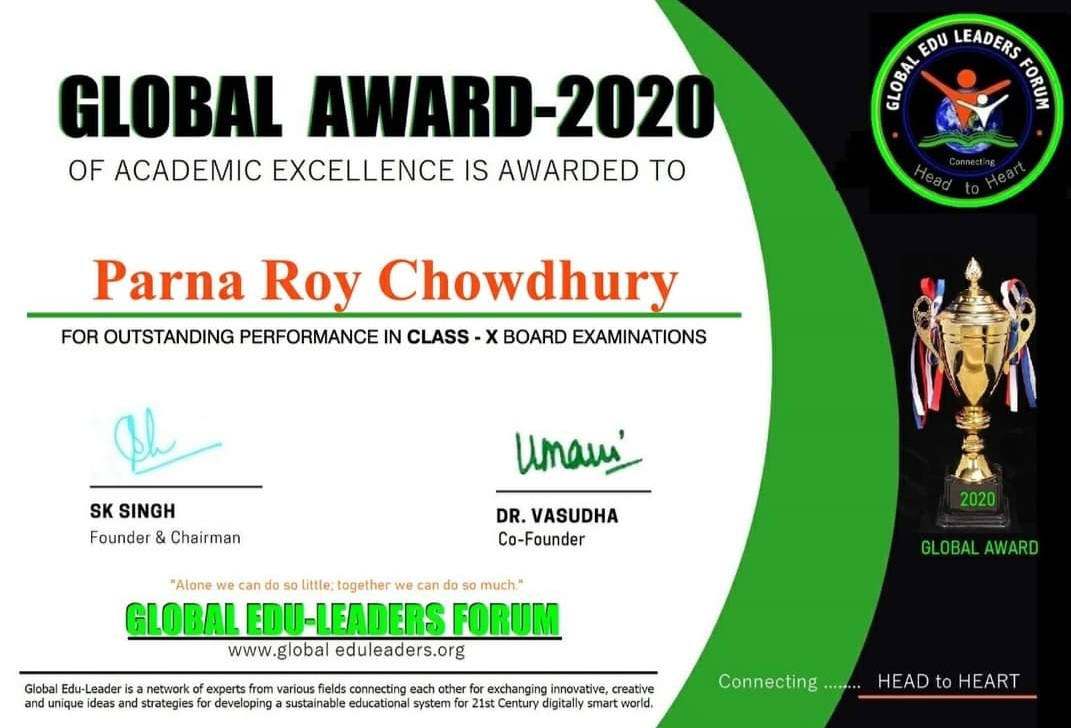 GLOBAL AWARD-2020
OF ACADEMIC EXCELLENCE IS AWARDED TO
Parna Roy Chowdhury
FOR OUTSTANDING PERFORMANCE IN CLASS - X BOARD EXAMINATIONS
Sh
Umani
SK SINGH
Founder & Chairman
DR. VASUDHA
Co-Founder
"Alone we can do so little; together we can do so much."
GLOBAL EDU-LEADERS FORUM
www.global eduleaders.org
Global Edu-Leader is a network of experts from various fields connecting each other for exchanging innovative, creative
and unique ideas and strategies for developing a sustainable educational system for 21st Century digitally smart world.
GLOBAL EDU LEADERS FORUM
Connecting
Head to Heart
2020
GLOBAL AWARD
Connecting ........ HEAD to HEART